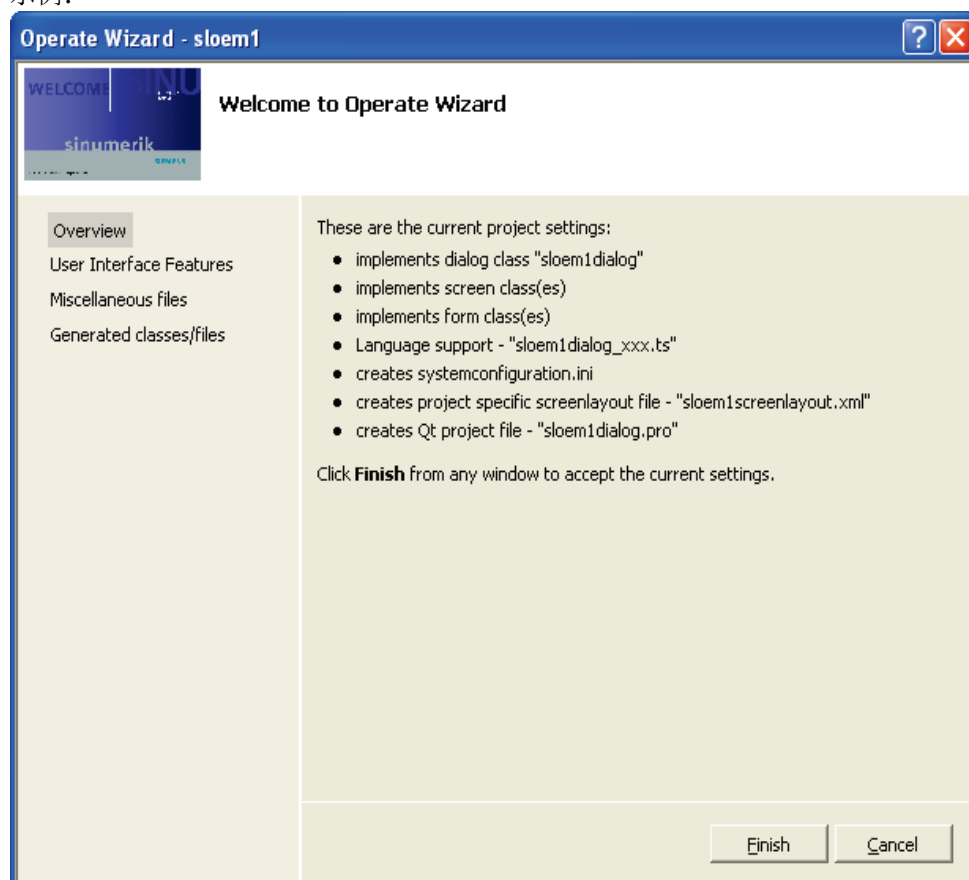 示例:
Operate Wizard - sloem1
WELCOME
SINU
sinumerik
Welcome to Operate Wizard
Overview
User Interface Features
Miscellaneous files
Generated classes/files
These are the current project settings:
• implements dialog class "sloem1dialog"
• implements screen class(es)
• implements form class(es)
• Language support - "sloem1dialog_xxx.ts"
• creates systemconfiguration.ini
• creates project specific screenlayout file - "sloem1screenlayout.xml"
• creates Qt project file - "sloem1dialog.pro"
Click Finish from any window to accept the current settings.
Finish
Cancel